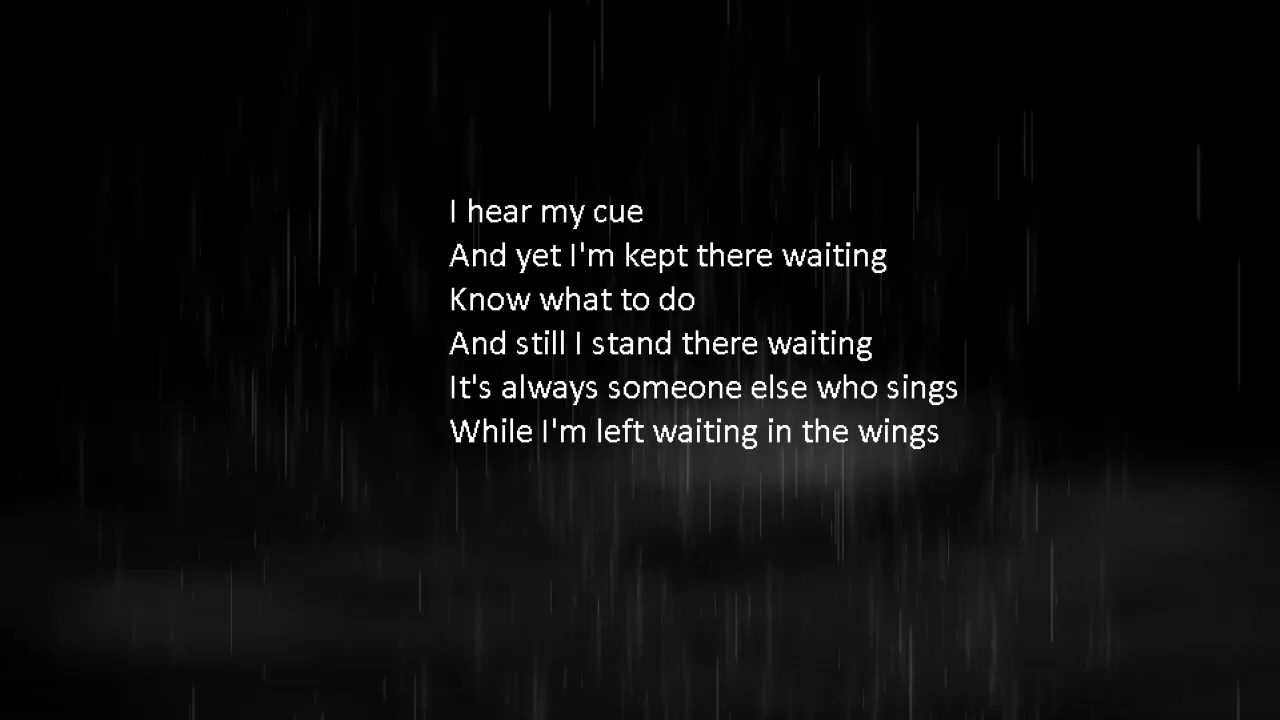 I hear my cue
And yet I'm kept there waiting
Know what to do
And still I stand there waiting
It's always someone else who sings
While I'm left waiting in the wings